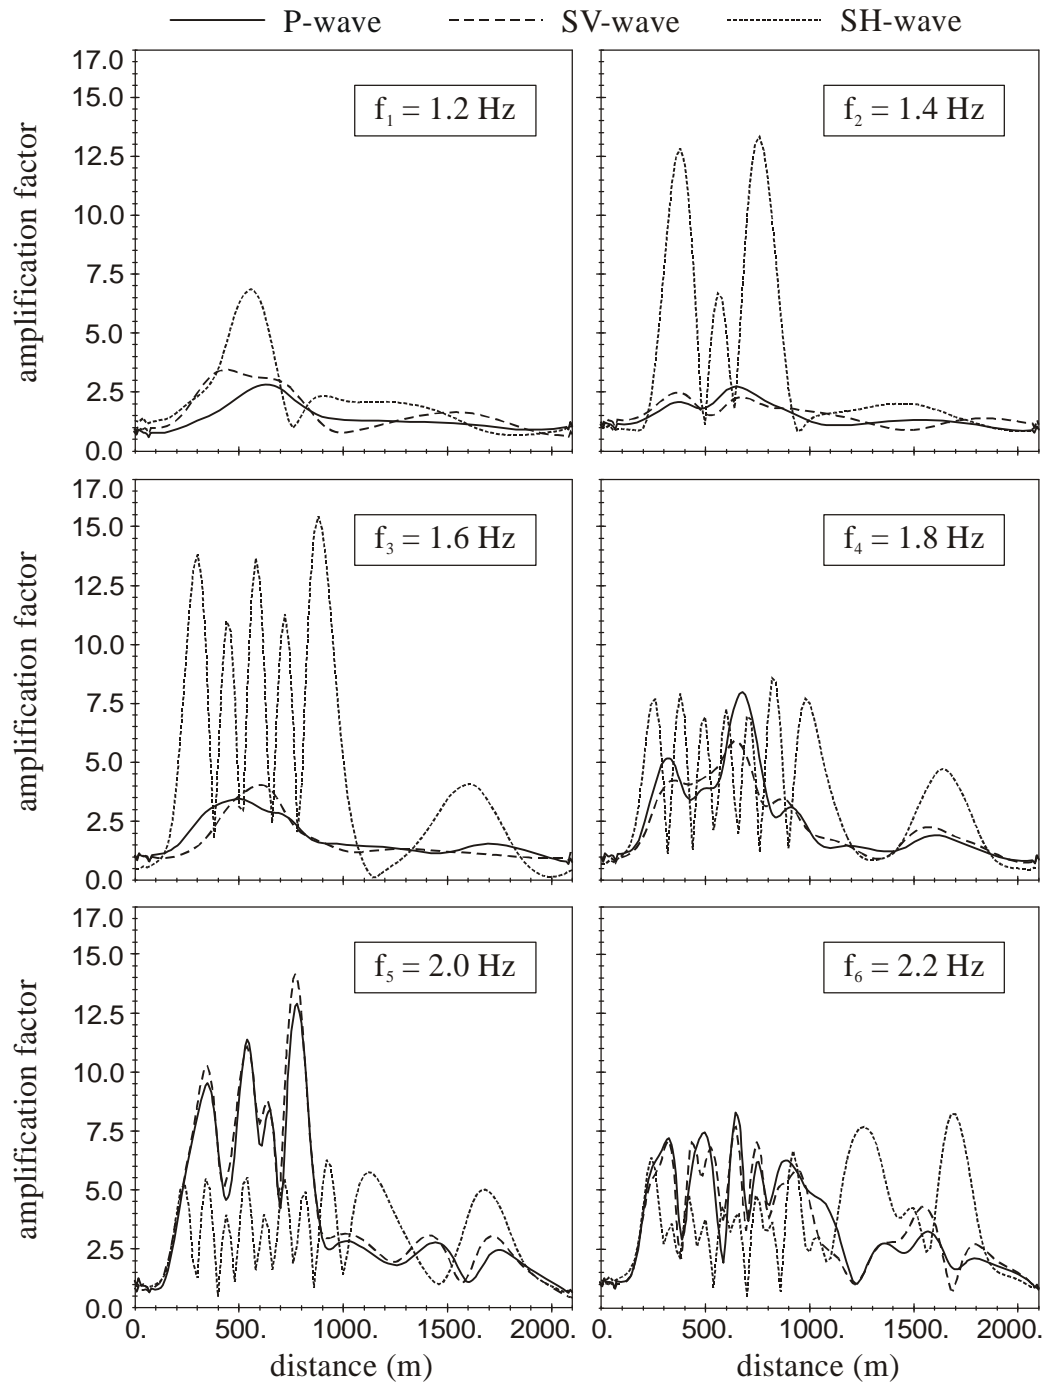 P-wave SV-wave SH-wave
17.0
15.0
12.5
10.0
7.5
5.0
2.5
0.0
amplification factor
f₁ = 1.2 Hz
f₂ = 1.4 Hz
17.0
15.0
12.5
10.0
7.5
5.0
2.5
0.0
amplification factor
f₃ = 1.6 Hz
f₄ = 1.8 Hz
17.0
15.0
12.5
10.0
7.5
5.0
2.5
0.0
amplification factor
f₅ = 2.0 Hz
f₆ = 2.2 Hz
0. 500. 1000. 1500. 2000.
0. 500. 1000. 1500. 2000.
distance (m)
distance (m)